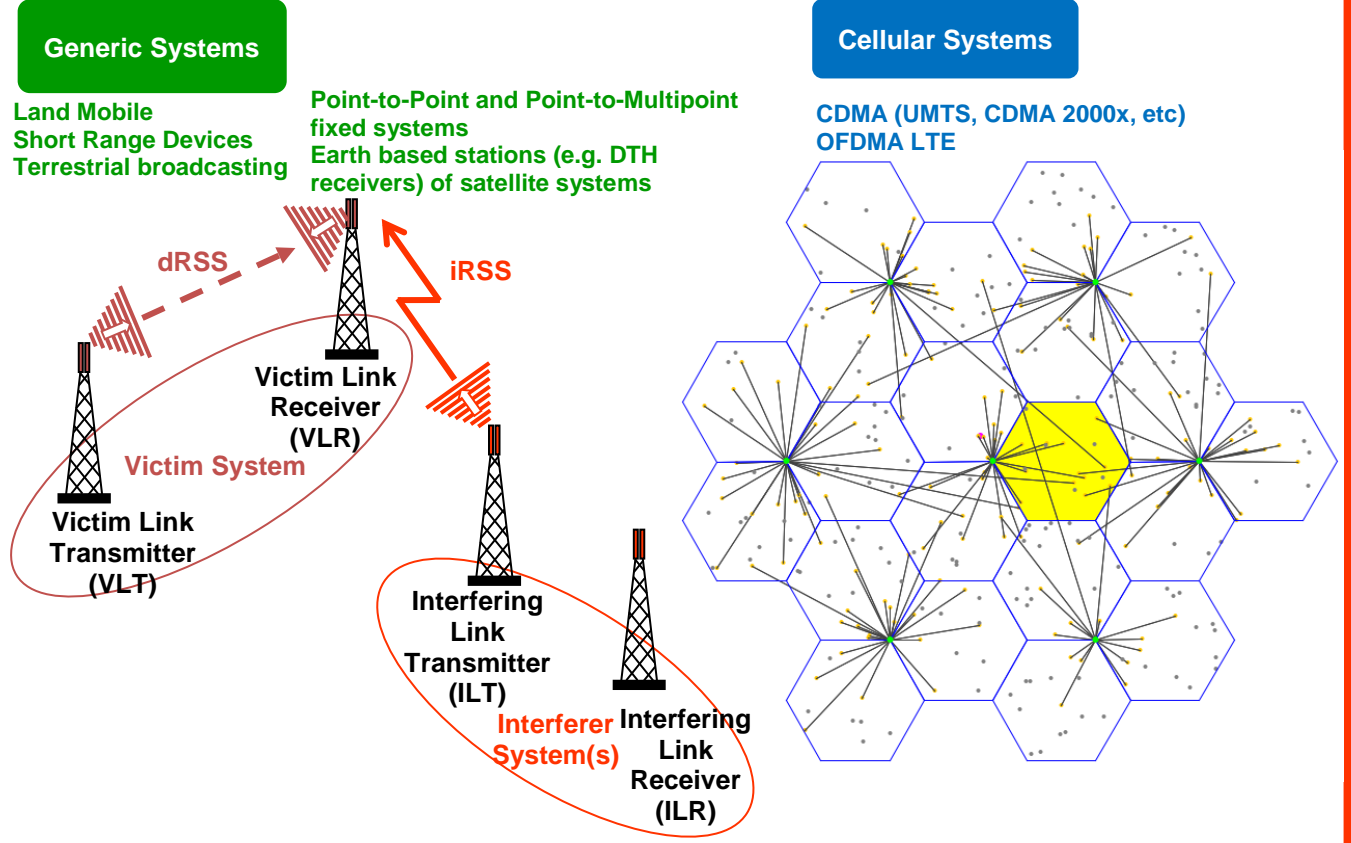 Generic Systems
Land Mobile
Short Range Devices
Terrestrial broadcasting
Point-to-Point and Point-to-Multipoint
fixed systems
Earth based stations (e.g. DTH
receivers) of satellite systems
dRSS
iRSS
Victim Link
Receiver
(VLR)
Victim System
Victim Link
Transmitter
(VLT)
Interfering
Link
Transmitter
(ILT)
Interferer
System(s)
Interfering
Link
Receiver
(ILR)
Cellular Systems
CDMA (UMTS, CDMA 2000x, etc)
OFDMA LTE